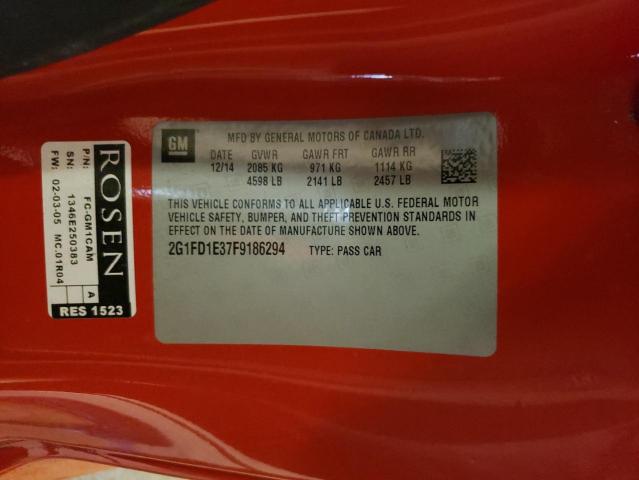 GM
MFD BY GENERAL MOTORS OF CANADA LTD.
12/14 GVWR GAWR FRT GAWR RR
2085 KG 971 KG 1114 KG
4598 LB 2141 LB 2457 LB
THIS VEHICLE CONFORMS TO ALL APPLICABLE U.S. FEDERAL MOTOR
VEHICLE SAFETY, BUMPER, AND THEFT PREVENTION STANDARDS IN
EFFECT ON THE DATE OF MANUFACTURE SHOWN ABOVE.
2G1FD1E37F9186294 TYPE: PASS CAR
ROSEN
P/N: FC-GM1CAM A
SN: 1346E250383
FW: 02-03-05 MC.01R04
RES 1523